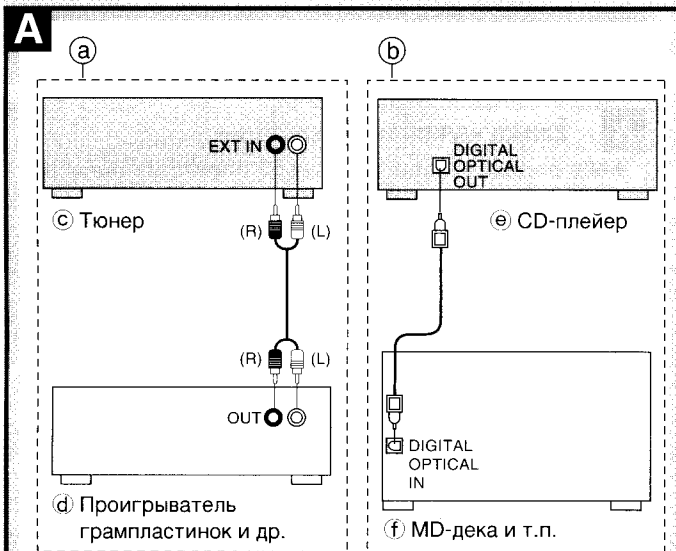 A
ⓐ
EXT IN
ⓒ Тюнер
(R) (L)
(R) (L)
OUT
ⓓ Проигрыватель
грампластинок и др.
ⓑ
DIGITAL
OPTICAL
OUT
ⓔ CD-плейер
DIGITAL
OPTICAL
IN
ⓕ MD-дека и т.п.